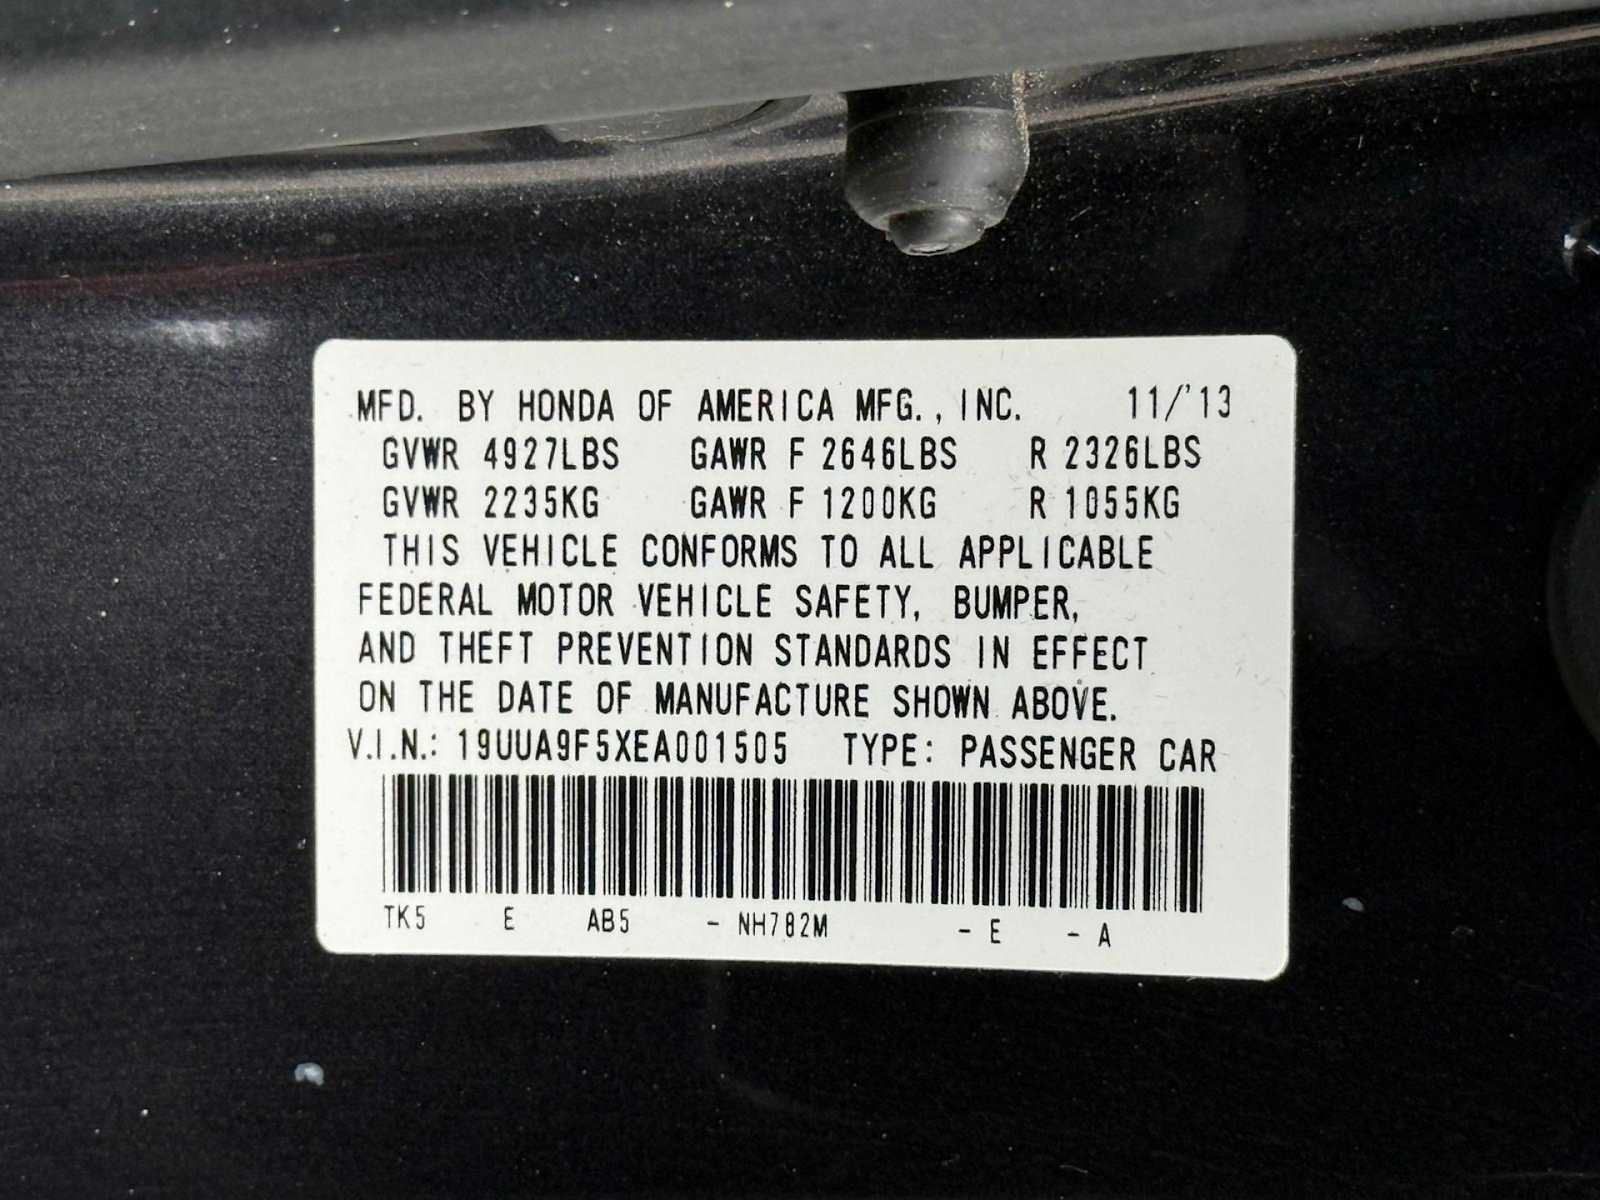 MFD. BY HONDA OF AMERICA MFG., INC. 11/'13
GVWR 4927LBS GAWR F 2646LBS R 2326LBS
GVWR 2235KG GAWR F 1200KG R 1055KG
THIS VEHICLE CONFORMS TO ALL APPLICABLE
FEDERAL MOTOR VEHICLE SAFETY, BUMPER,
AND THEFT PREVENTION STANDARDS IN EFFECT
ON THE DATE OF MANUFACTURE SHOWN ABOVE.
V.I.N.: 19UUA9F5XEA001505 TYPE: PASSENGER CAR
TK5 E AB5 - NH782M - E - A